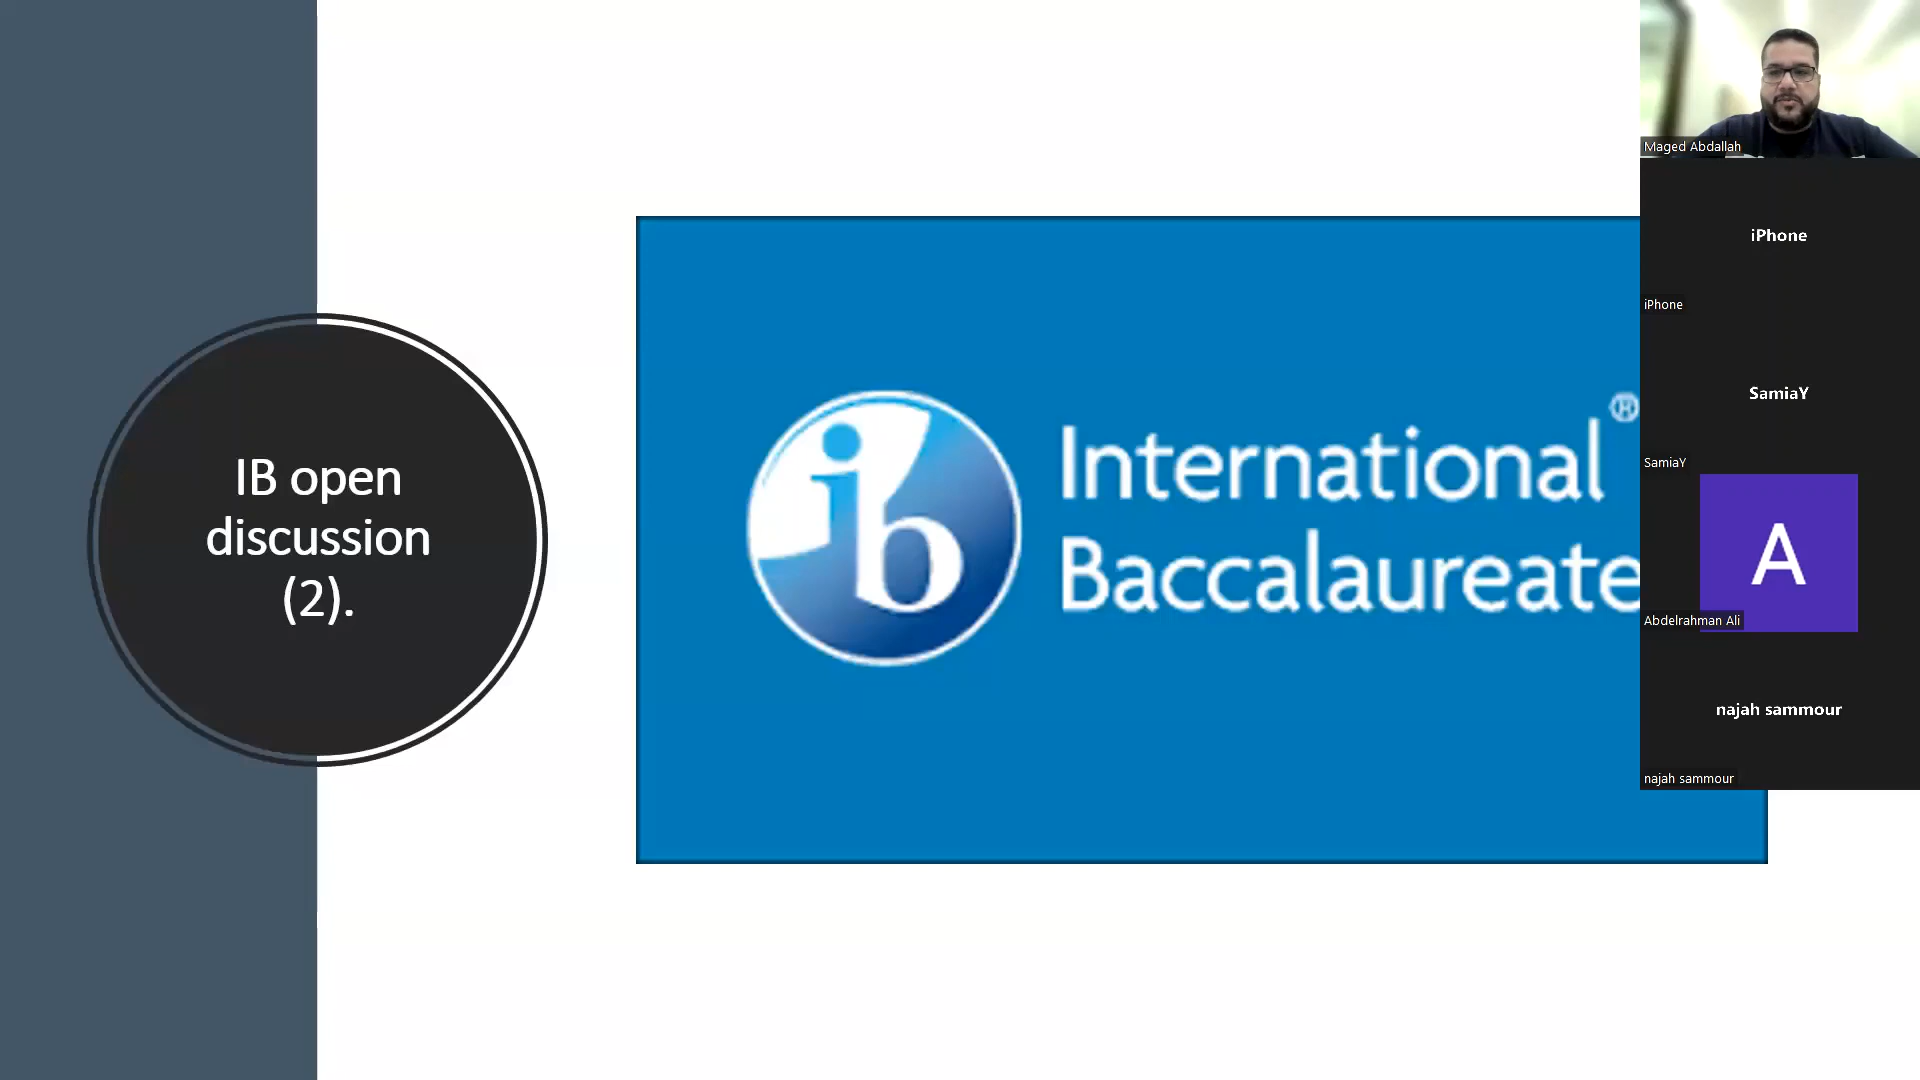 IB open
discussion
(2).
ib
International
Baccalaureate
®
Maged Abdallah
iPhone
iPhone
SamiaY
SamiaY
A
Abdelrahman Ali
najah sammour
najah sammour